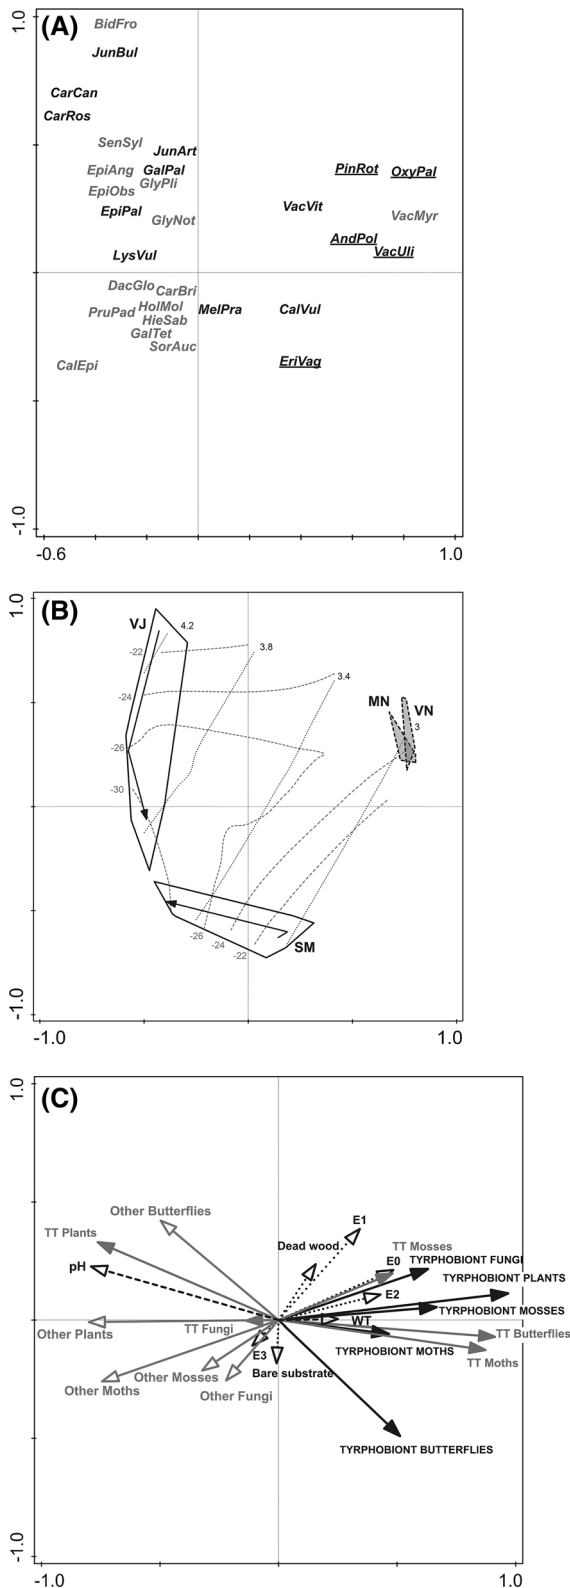 (A)
1.0
BidFro
JunBul
CarCan
CarRos
SenSyl
JunArt
EpiAng GalPal
PinRot OxyPal
GlyPli
EpiObs
EpiPal
VacVit
VacMyr
GlyNot
AndPol
LysVul
VacUli
DacGlo CarBri
PruPad HolMol MelPra CalVul
HieSab
GalTet
SorAuc
CalEpi
EriVag
-1.0
-0.6 1.0
(B)
1.0
VJ 4.2
-22 3.8
3.4
-24
MN VN
3
-26
-30
-26
-24 SM
-22
-1.0
-1.0 1.0
(C)
1.0
Other Butterflies E1
TT Plants
Dead wood TT Mosses
pH E0 TYRPHOBIONT FUNGI
TYRPHOBIONT PLANTS
E2
TYRPHOBIONT MOSSES
Other Plants TT Fungi WT
TT Butterflies
E3 TYRPHOBIONT MOTHS
TT Moths
Bare substrate
Other Moths Other Mosses
Other Fungi
TYRPHOBIONT BUTTERFLIES
-1.0
-1.0 1.0